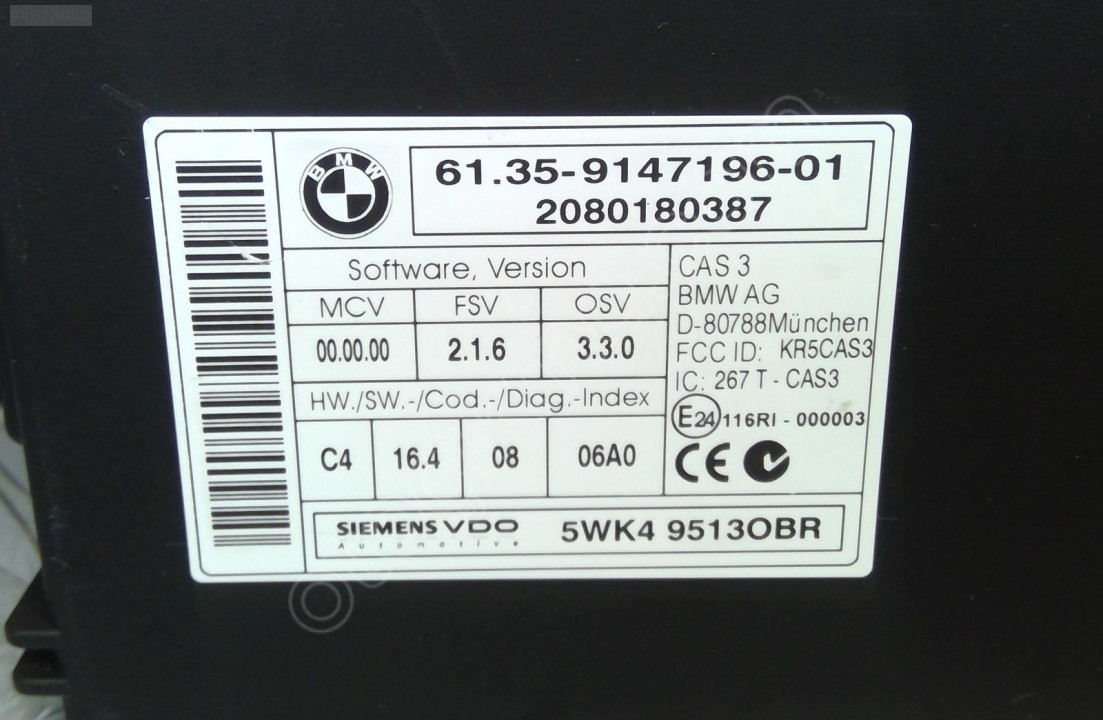 BMW
61.35-9147196-01
2080180387
Software, Version
MCV FSV OSV
00.00.00 2.1.6 3.3.0
HW./SW.-/Cod.-/Diag.-Index
C4 16.4 08 06A0
CAS 3
BMW AG
D-80788München
FCC ID: KR5CAS3
IC: 267 T - CAS3
E24 116RI - 000003
CE
SIEMENS VDO
Automotive
5WK4 9513OBR